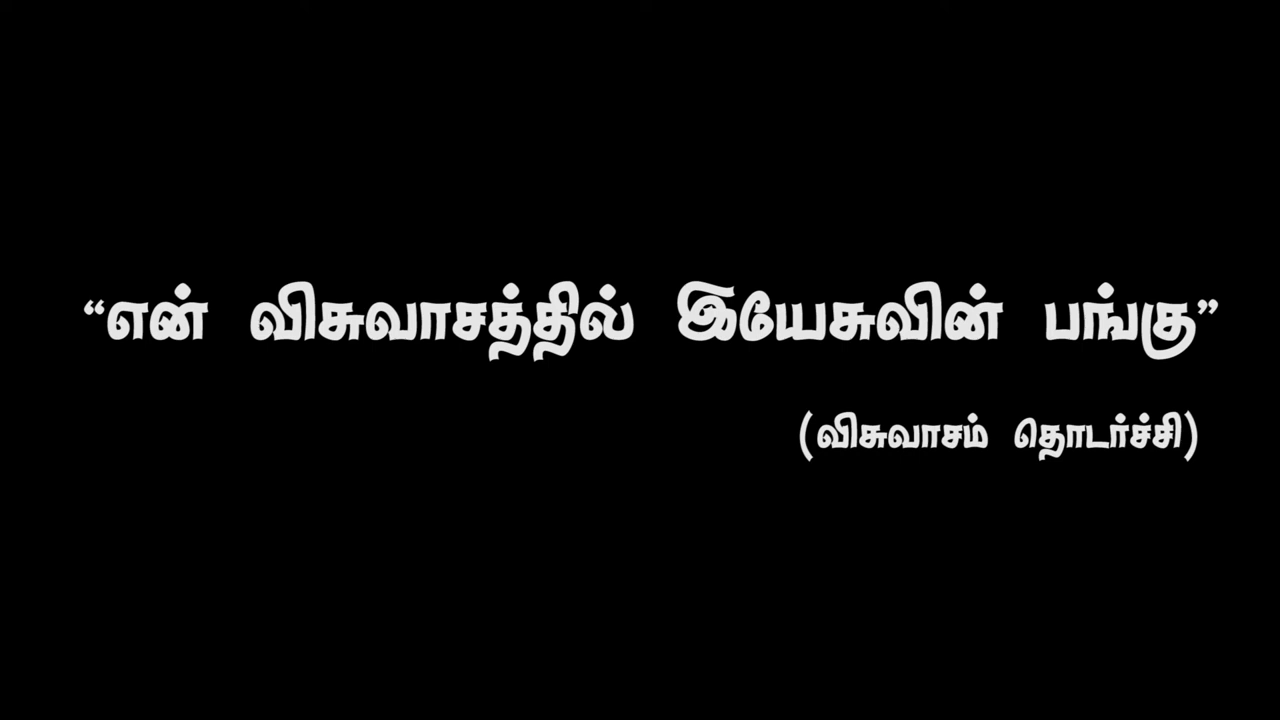 “என் விசுவாசத்தில் இயேசுவின் பங்கு”
(விசுவாசம் தொடர்ச்சி)